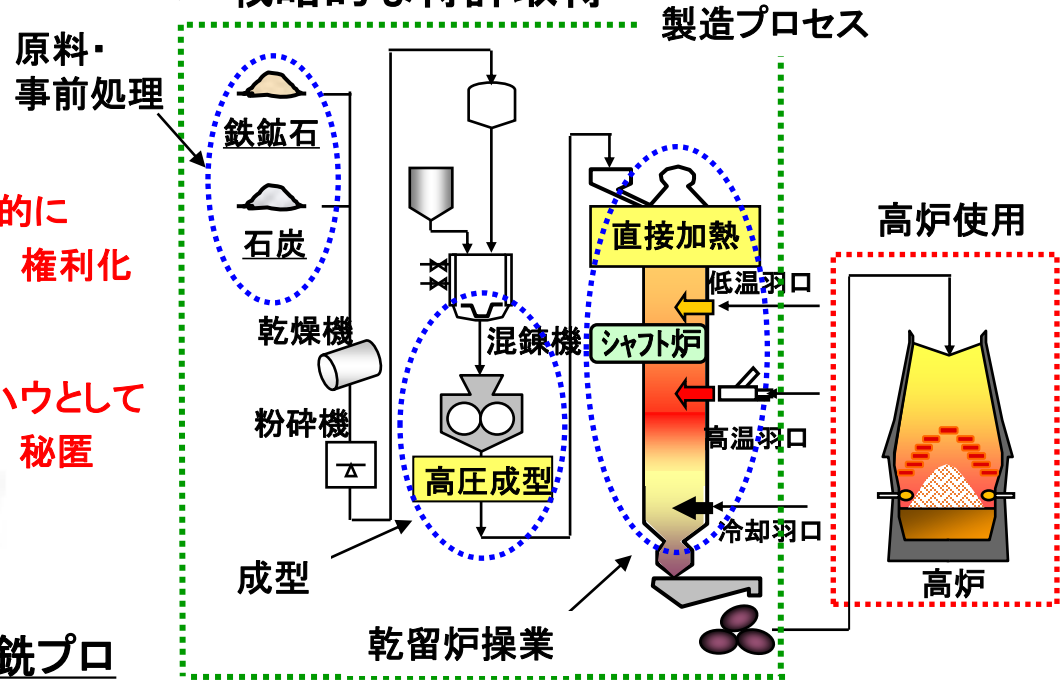 製造プロセス
原料・
事前処理
鉄鉱石
石炭
的に
権利化
直接加熱
高炉使用
低温羽口
乾燥機
混錬機
シャフト炉
ハウとして
秘匿
粉砕機
高温羽口
高圧成型
冷却羽口
成型
高炉
乾留炉操業
銑プロ